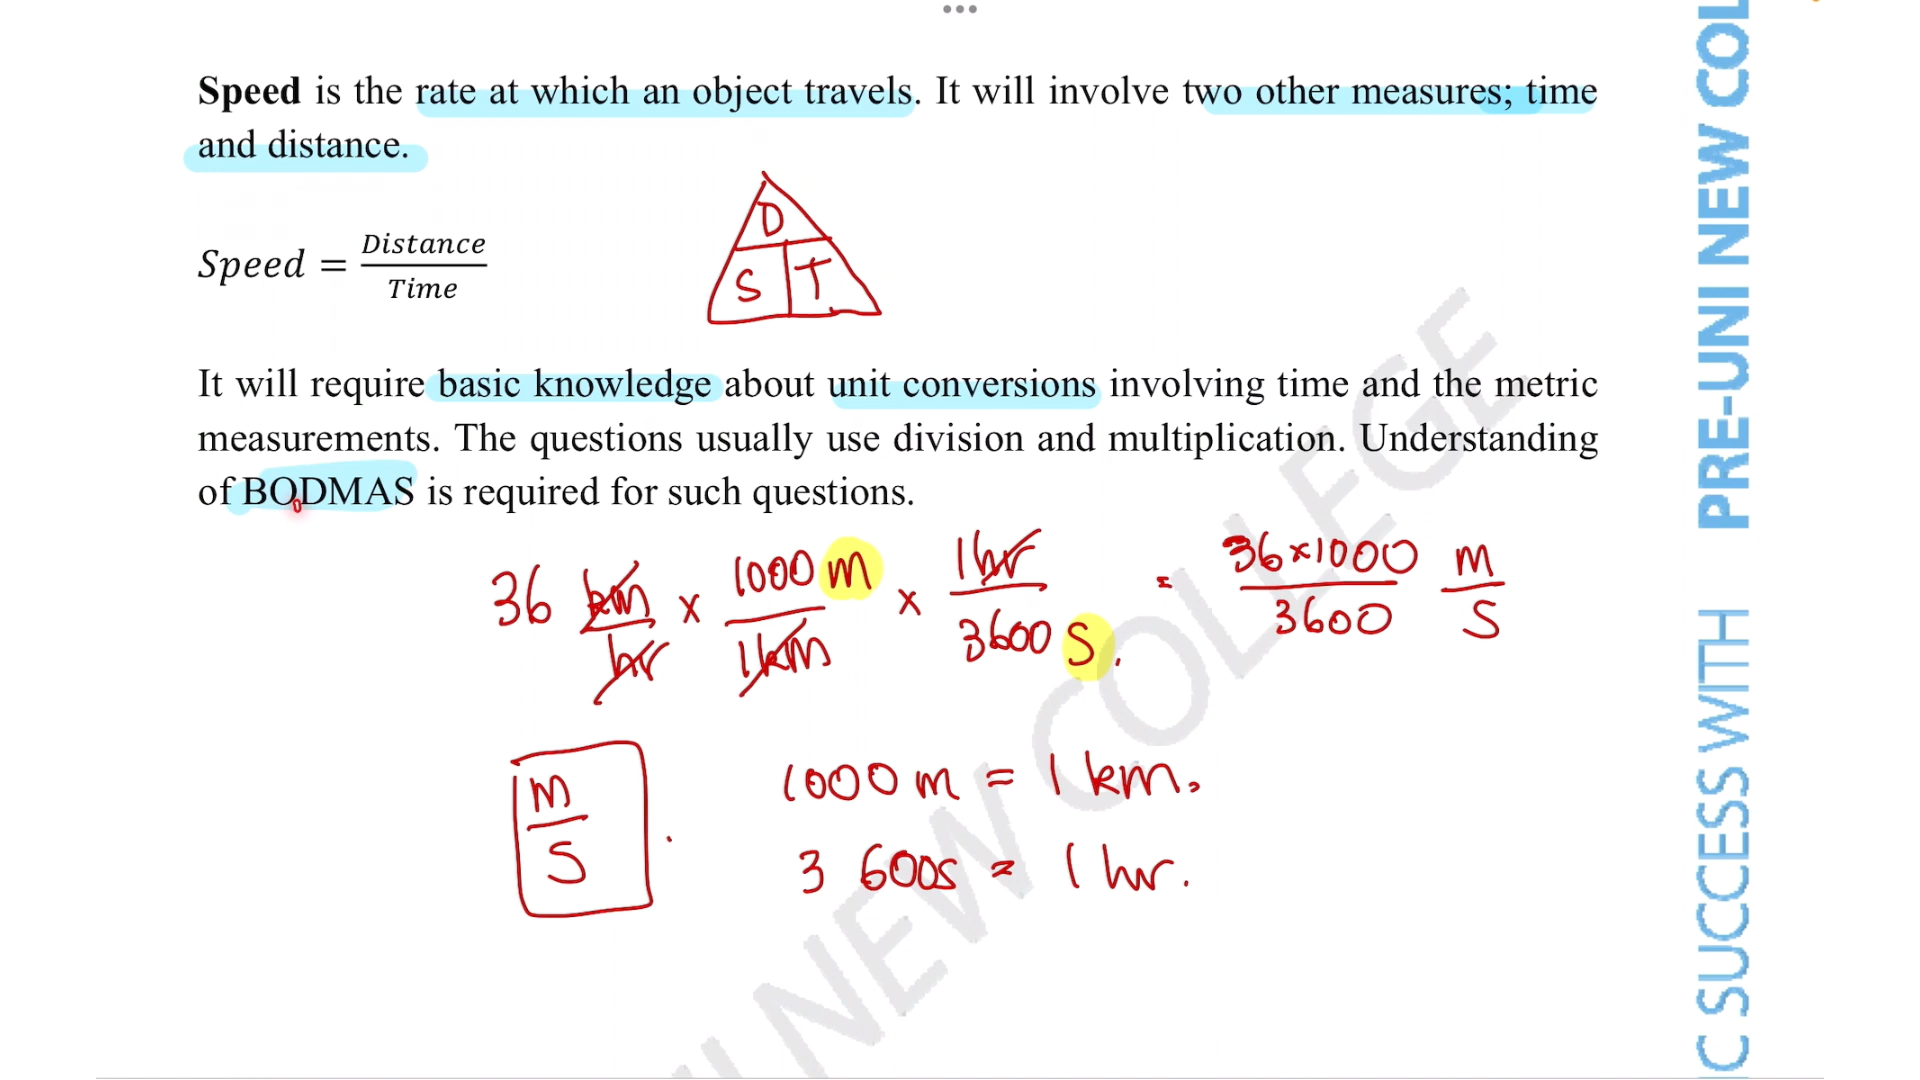 Speed is the rate at which an object travels. It will involve two other measures; time
and distance.
D
S T
Speed = Distance / Time
It will require basic knowledge about unit conversions involving time and the metric
measurements. The questions usually use division and multiplication. Understanding
of BODMAS is required for such questions.
36 km/hr × 1000 m / 1 km × 1 hr / 3600 s. = 36×1000 / 3600 m/s
m/s .
1000 m = 1 km.
3 600s = 1 hr.
NEW COLLEGE
C SUCCESS WITH PRE-UNI NEW COL